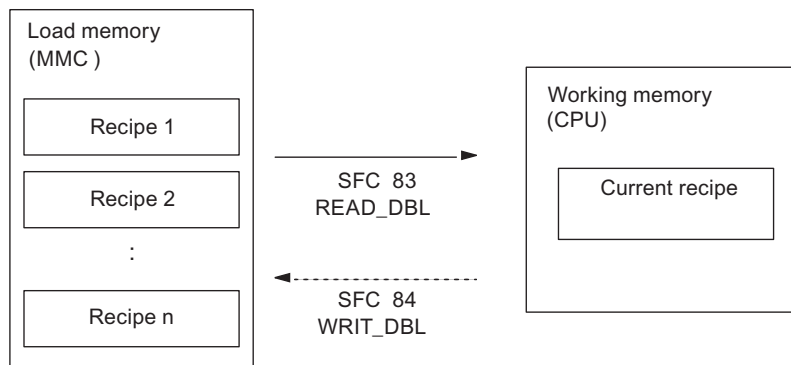 Load memory
(MMC )
Recipe 1
Recipe 2
:
Recipe n
SFC 83
READ_DBL
SFC 84
WRIT_DBL
Working memory
(CPU)
Current recipe